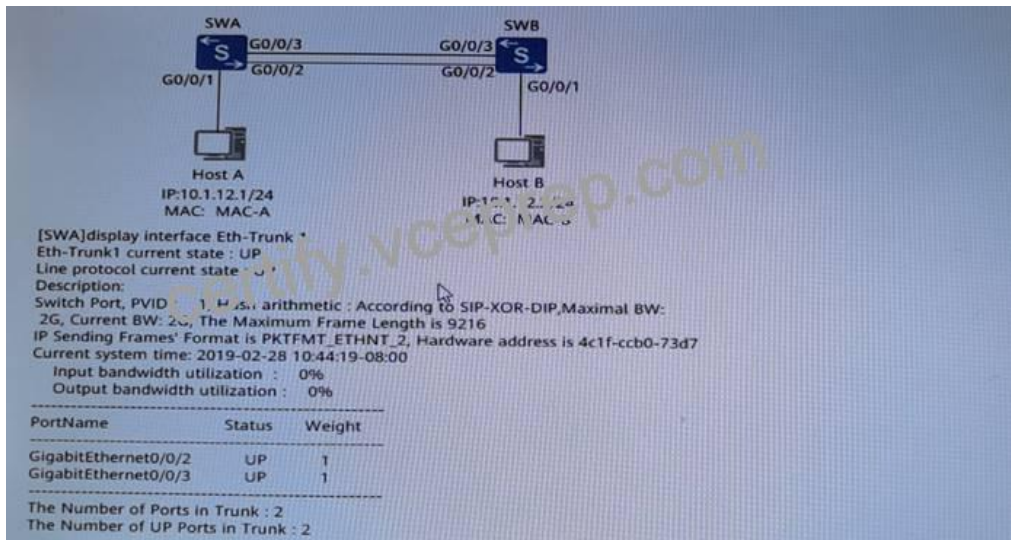 SWA
SWB
G0/0/3
G0/0/3
G0/0/2
G0/0/2
G0/0/1
G0/0/1
Host A
Host B
IP:10.1.12.1/24
MAC: MAC-A
certify.vceprep.com
[SWA]display interface Eth-Trunk
Eth-Trunk1 current state : UP
Line protocol current state :
Description:
Switch Port, PVID 1, Hash arithmetic : According to SIP-XOR-DIP,Maximal BW:
2G, Current BW: 2G, The Maximum Frame Length is 9216
IP Sending Frames' Format is PKTFMT_ETHNT_2, Hardware address is 4c1f-ccb0-73d7
Current system time: 2019-02-28 10:44:19-08:00
Input bandwidth utilization : 0%
Output bandwidth utilization : 0%
PortName Status Weight
GigabitEthernet0/0/2 UP 1
GigabitEthernet0/0/3 UP 1
The Number of Ports in Trunk : 2
The Number of UP Ports in Trunk : 2